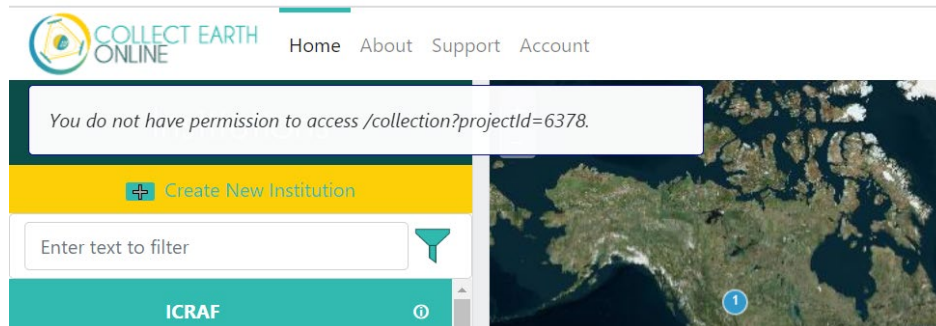 COLLECT EARTH
ONLINE
Home About Support Account
You do not have permission to access /collection?projectId=6378.
Create New Institution
Enter text to filter
ICRAF
1